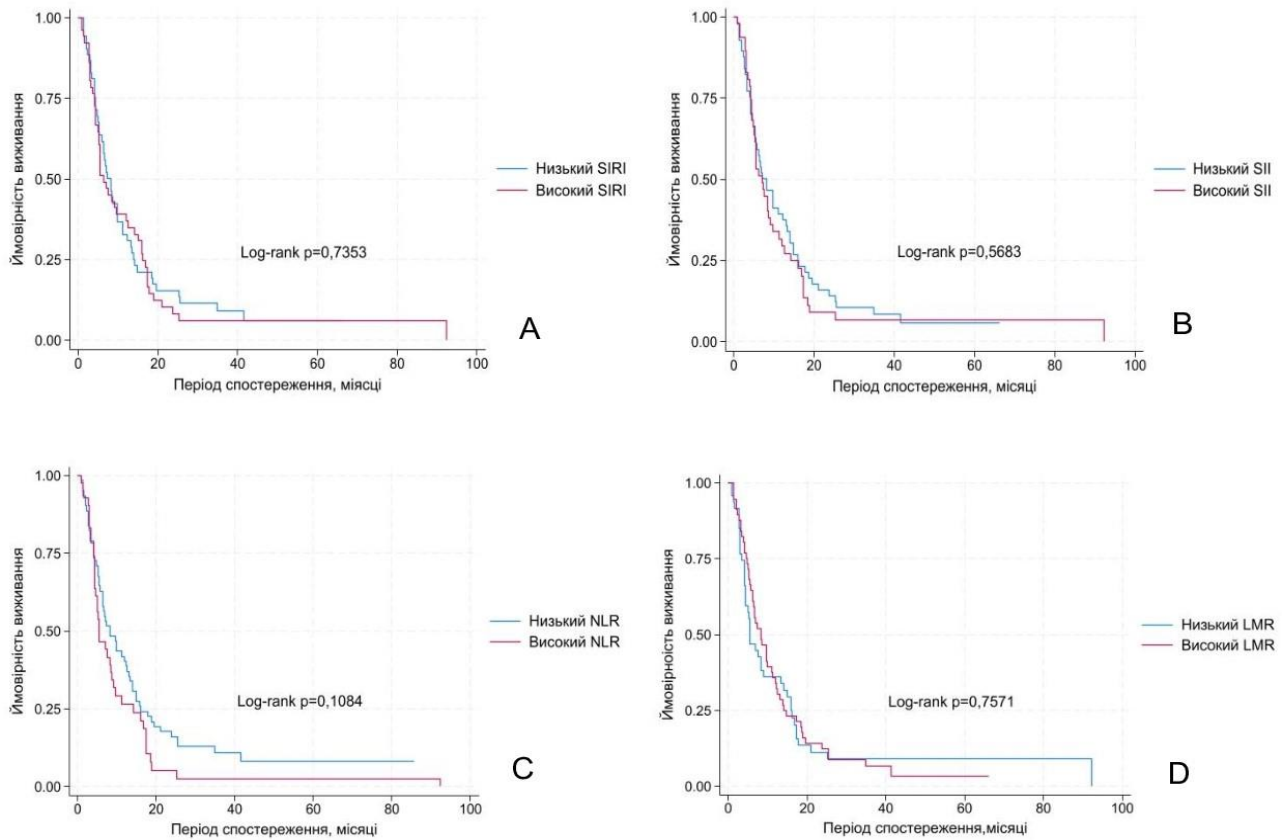 1.00
0.75
0.50
0.25
0.00
Ймовірність виживання
Низький SIRI
Високий SIRI
Log-rank p=0,7353
A
0 20 40 60 80 100
Період спостереження, міясці
1.00
0.75
0.50
0.25
0.00
Ймовірність виживання
Низький SII
Високий SII
Log-rank p=0,5683
B
0 20 40 60 80 100
Період спостереження, місяці
1.00
0.75
0.50
0.25
0.00
Ймовірність виживання
Низький NLR
Високий NLR
Log-rank p=0,1084
C
0 20 40 60 80 100
Період спостереження, місяці
1.00
0.75
0.50
0.25
0.00
Ймовірноість виживання
Низький LMR
Високий LMR
Log-rank p=0,7571
D
0 20 40 60 80 100
Період спостереження,місяці